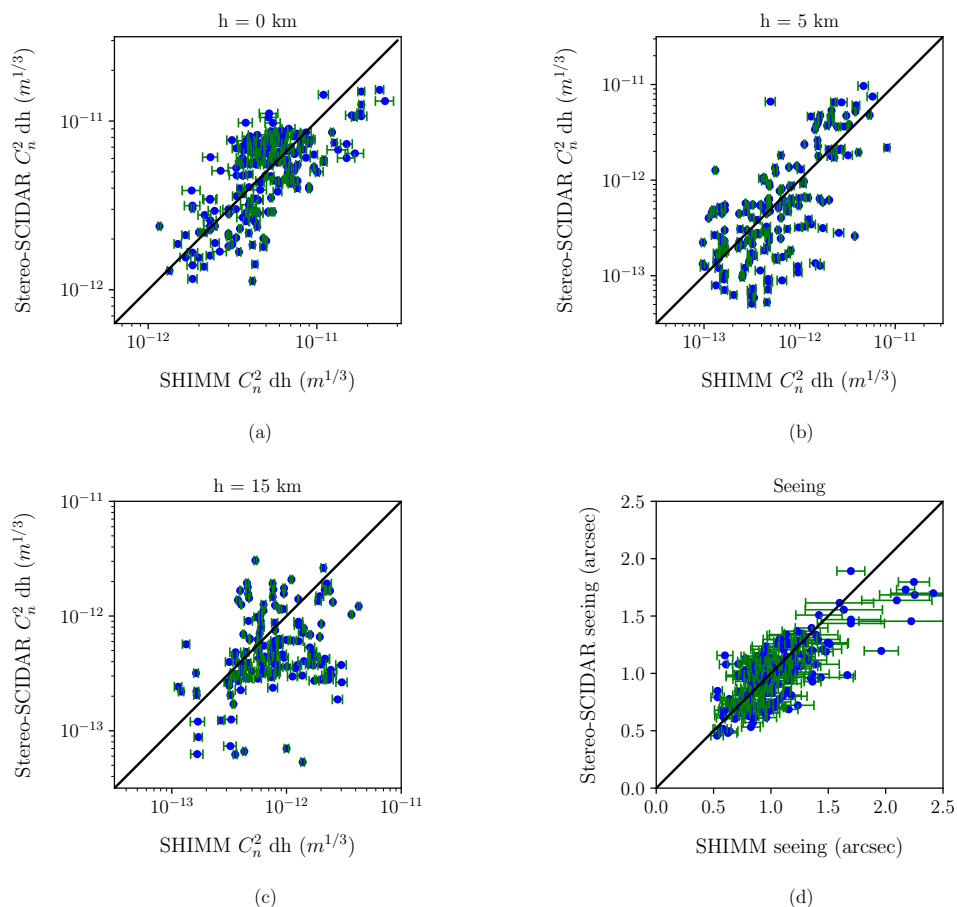 h = 0 km
Stereo-SCIDAR $C_n^2$ dh ($m^{1/3}$)
$10^{-11}$
$10^{-12}$
$10^{-12}$ $10^{-11}$
SHIMM $C_n^2$ dh ($m^{1/3}$)
(a)
h = 5 km
Stereo-SCIDAR $C_n^2$ dh ($m^{1/3}$)
$10^{-11}$
$10^{-12}$
$10^{-13}$
$10^{-13}$ $10^{-12}$ $10^{-11}$
SHIMM $C_n^2$ dh ($m^{1/3}$)
(b)
h = 15 km
Stereo-SCIDAR $C_n^2$ dh ($m^{1/3}$)
$10^{-11}$
$10^{-12}$
$10^{-13}$
$10^{-13}$ $10^{-12}$ $10^{-11}$
SHIMM $C_n^2$ dh ($m^{1/3}$)
(c)
Seeing
Stereo-SCIDAR seeing (arcsec)
2.5
2.0
1.5
1.0
0.5
0.0
0.0 0.5 1.0 1.5 2.0 2.5
SHIMM seeing (arcsec)
(d)